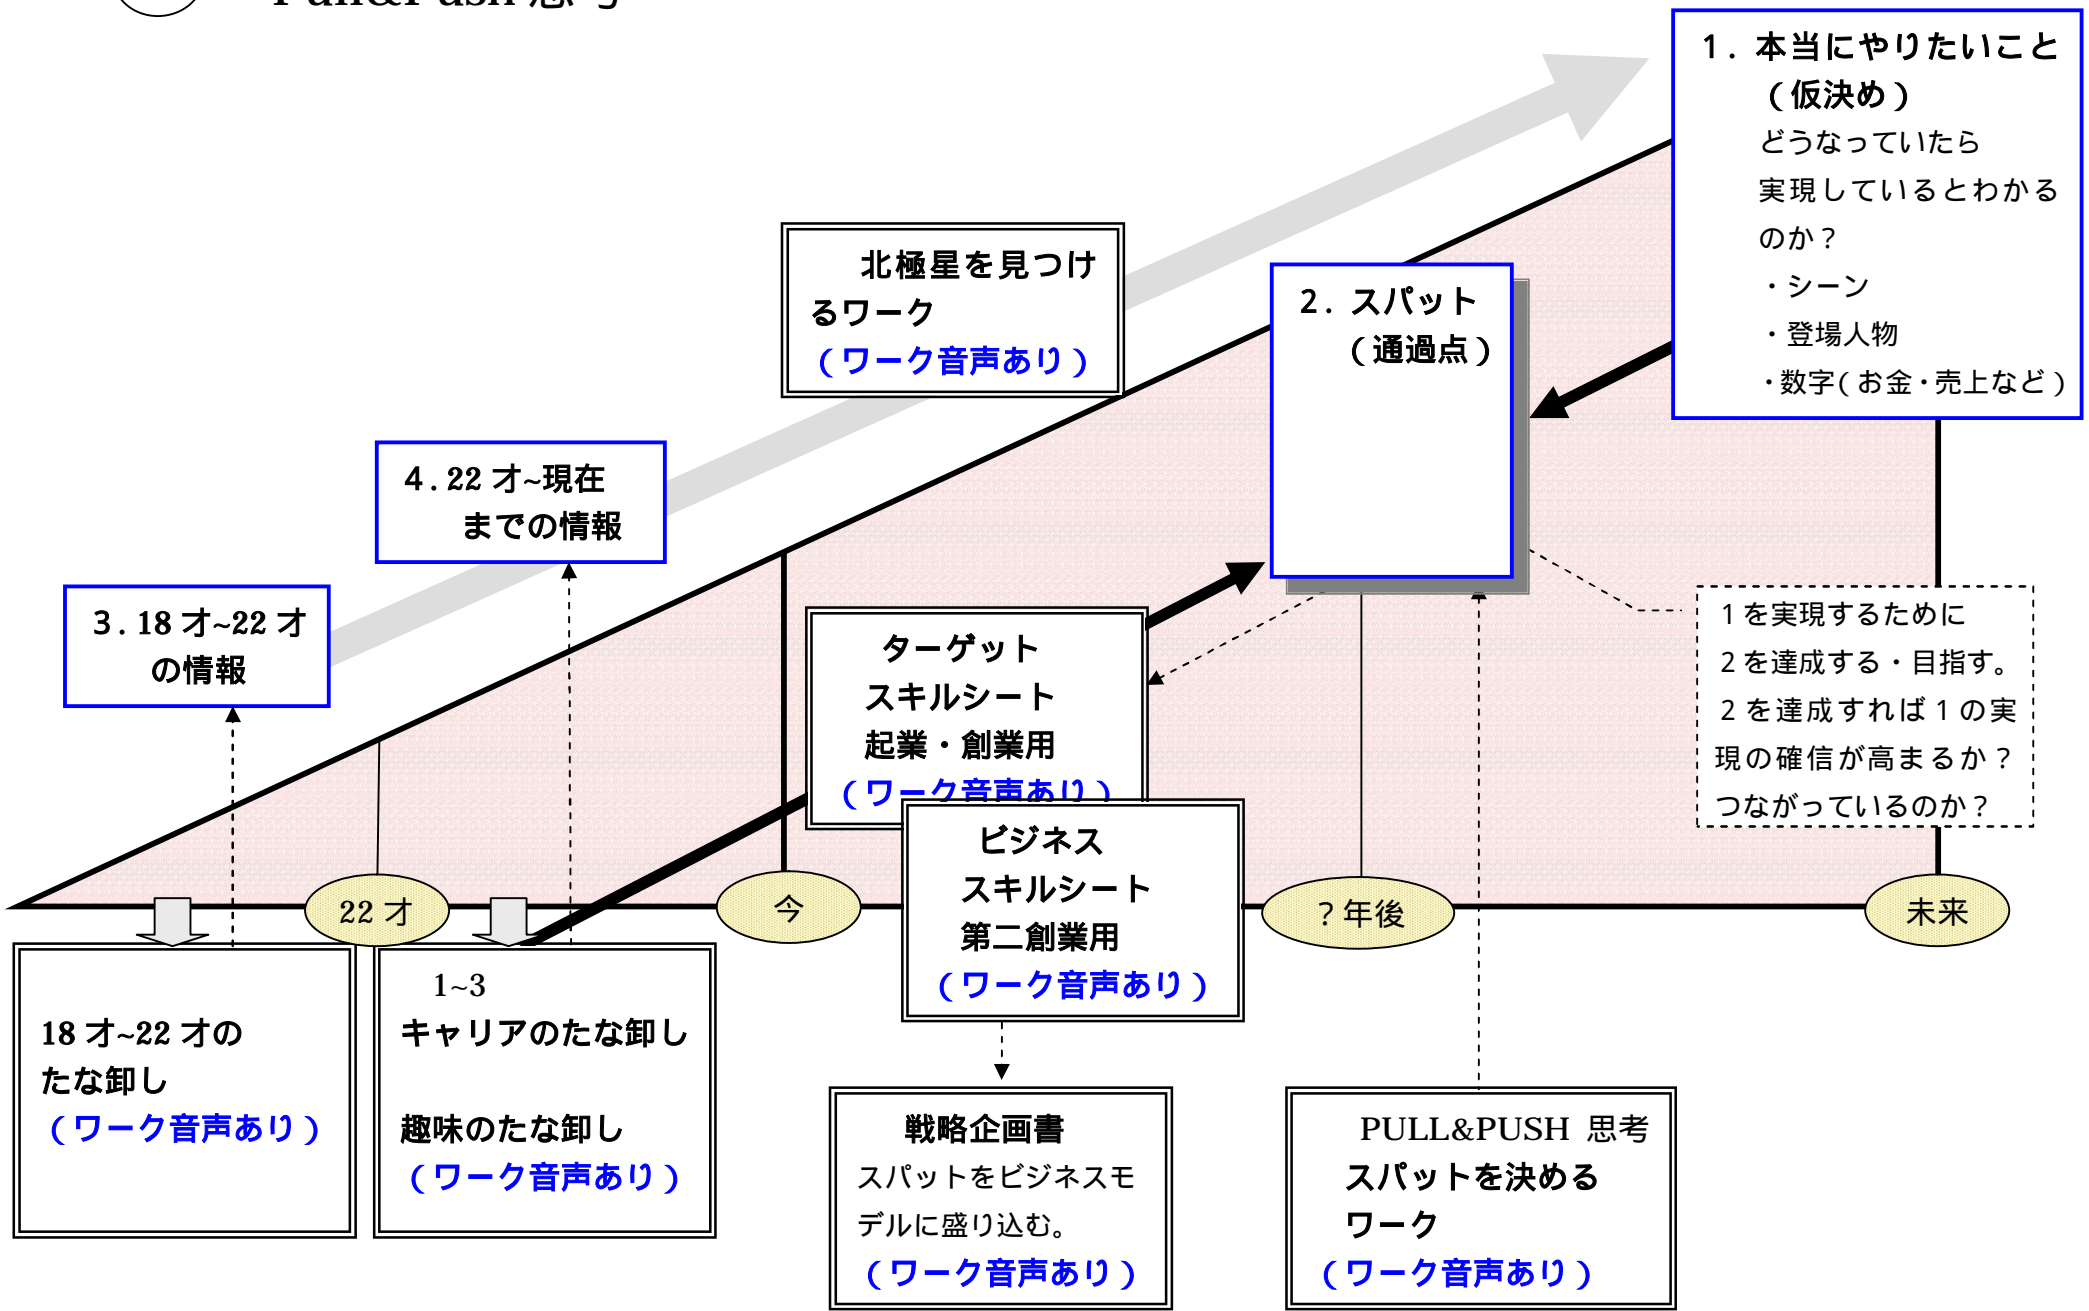 Pull&Push 思考
1. 本当にやりたいこと
(仮決め)
どうなっていたら
実現しているとわかる
のか?
・シーン
・登場人物
・数字(お金・売上など)
北極星を見つけ
るワーク
(ワーク音声あり)
2. スパット
(通過点)
4.22 才~現在
までの情報
3.18 才~22 才
の情報
1を実現するために
2を達成する・目指す。
2を達成すれば1の実
現の確信が高まるか?
つながっているのか?
ターゲット
スキルシート
起業・創業用
(ワーク音声あり)
ビジネス
スキルシート
第二創業用
(ワーク音声あり)
22 才
今
?年後
未来
18 才~22 才の
たな卸し
(ワーク音声あり)
1~3
キャリアのたな卸し
趣味のたな卸し
(ワーク音声あり)
戦略企画書
スパットをビジネスモ
デルに盛り込む。
(ワーク音声あり)
PULL&PUSH 思考
スパットを決める
ワーク
(ワーク音声あり)